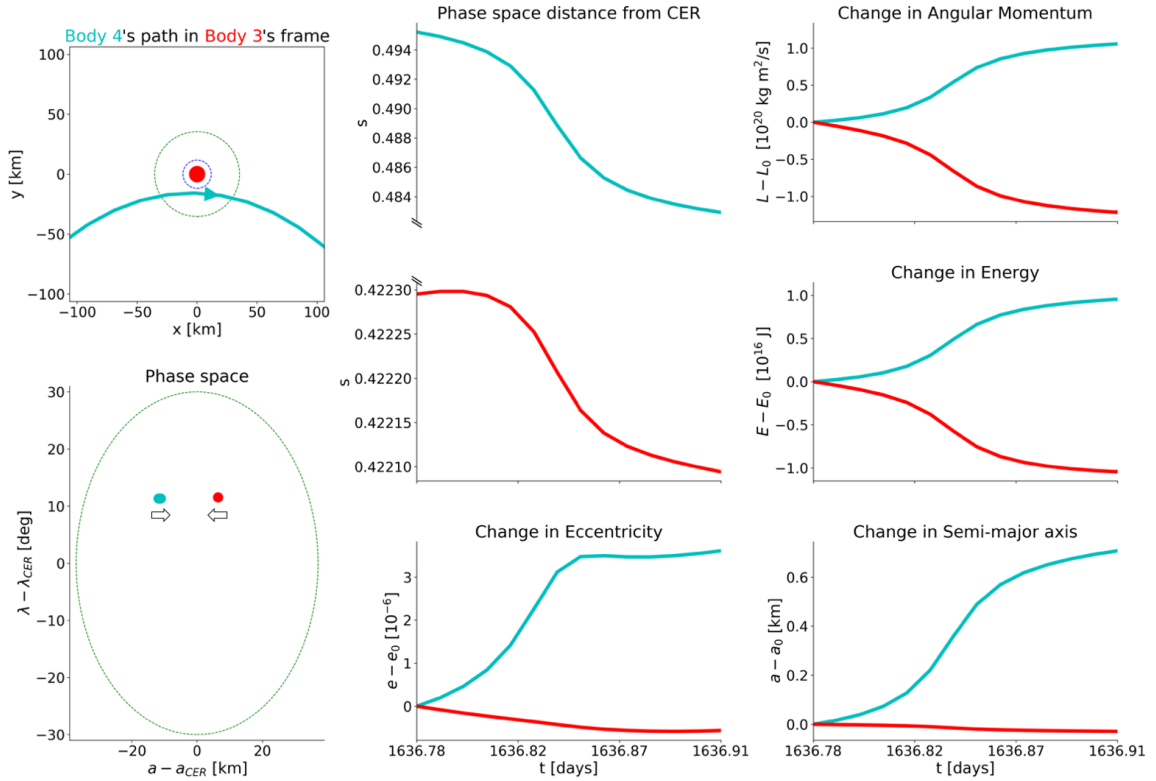 Body 4's path in Body 3's frame
100
50
0
−50
−100
y [km]
−100
−50
0
50
100
x [km]
Phase space
30
20
10
0
−10
−20
−30
λ − λCER [deg]
−20
0
20
a − aCER [km]
Phase space distance from CER
0.494
0.492
0.490
0.488
0.486
0.484
s
0.42230
0.42225
0.42220
0.42215
0.42210
s
Change in Eccentricity
3
1
0
e − e0 [10−6]
1636.78
1636.82
1636.87
1636.91
t [days]
Change in Angular Momentum
1.0
0.5
0.0
−0.5
−1.0
L − L0 [1020 kg m2/s]
Change in Energy
1.0
0.5
0.0
−0.5
−1.0
E − E0 [1016 J]
Change in Semi-major axis
0.6
0.4
0.2
0.0
a − a0 [km]
1636.78
1636.82
1636.87
1636.91
t [days]